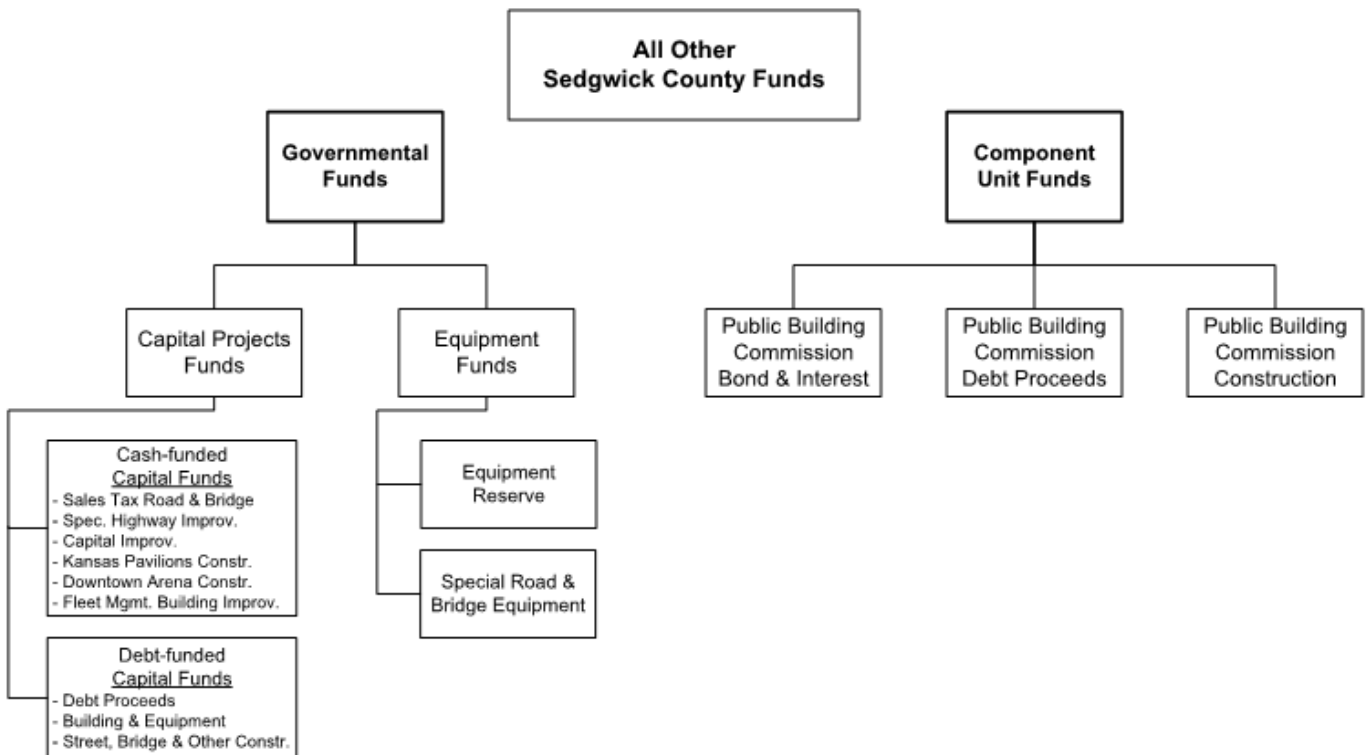 All Other
Sedgwick County Funds
Governmental
Funds
Component
Unit Funds
Capital Projects
Funds
Equipment
Funds
Public Building
Commission
Bond & Interest
Public Building
Commission
Debt Proceeds
Public Building
Commission
Construction
Cash-funded
Capital Funds
- Sales Tax Road & Bridge
- Spec. Highway Improv.
- Capital Improv.
- Kansas Pavilions Constr.
- Downtown Arena Constr.
- Fleet Mgmt. Building Improv.
Equipment
Reserve
Special Road &
Bridge Equipment
Debt-funded
Capital Funds
- Debt Proceeds
- Building & Equipment
- Street, Bridge & Other Constr.